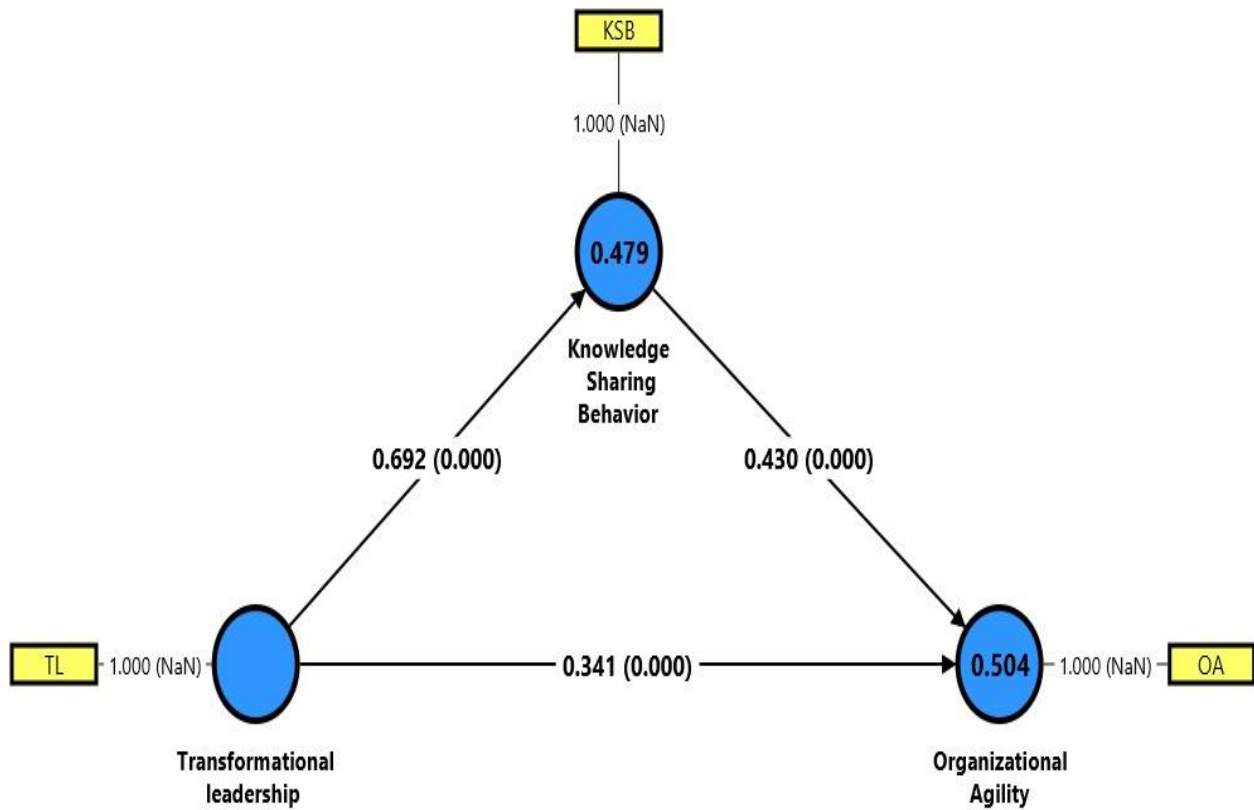 KSB
1.000 (NaN)
0.479
Knowledge
Sharing
Behavior
0.692 (0.000)
0.430 (0.000)
TL
1.000 (NaN)
0.341 (0.000)
0.504
1.000 (NaN)
OA
Transformational
leadership
Organizational
Agility